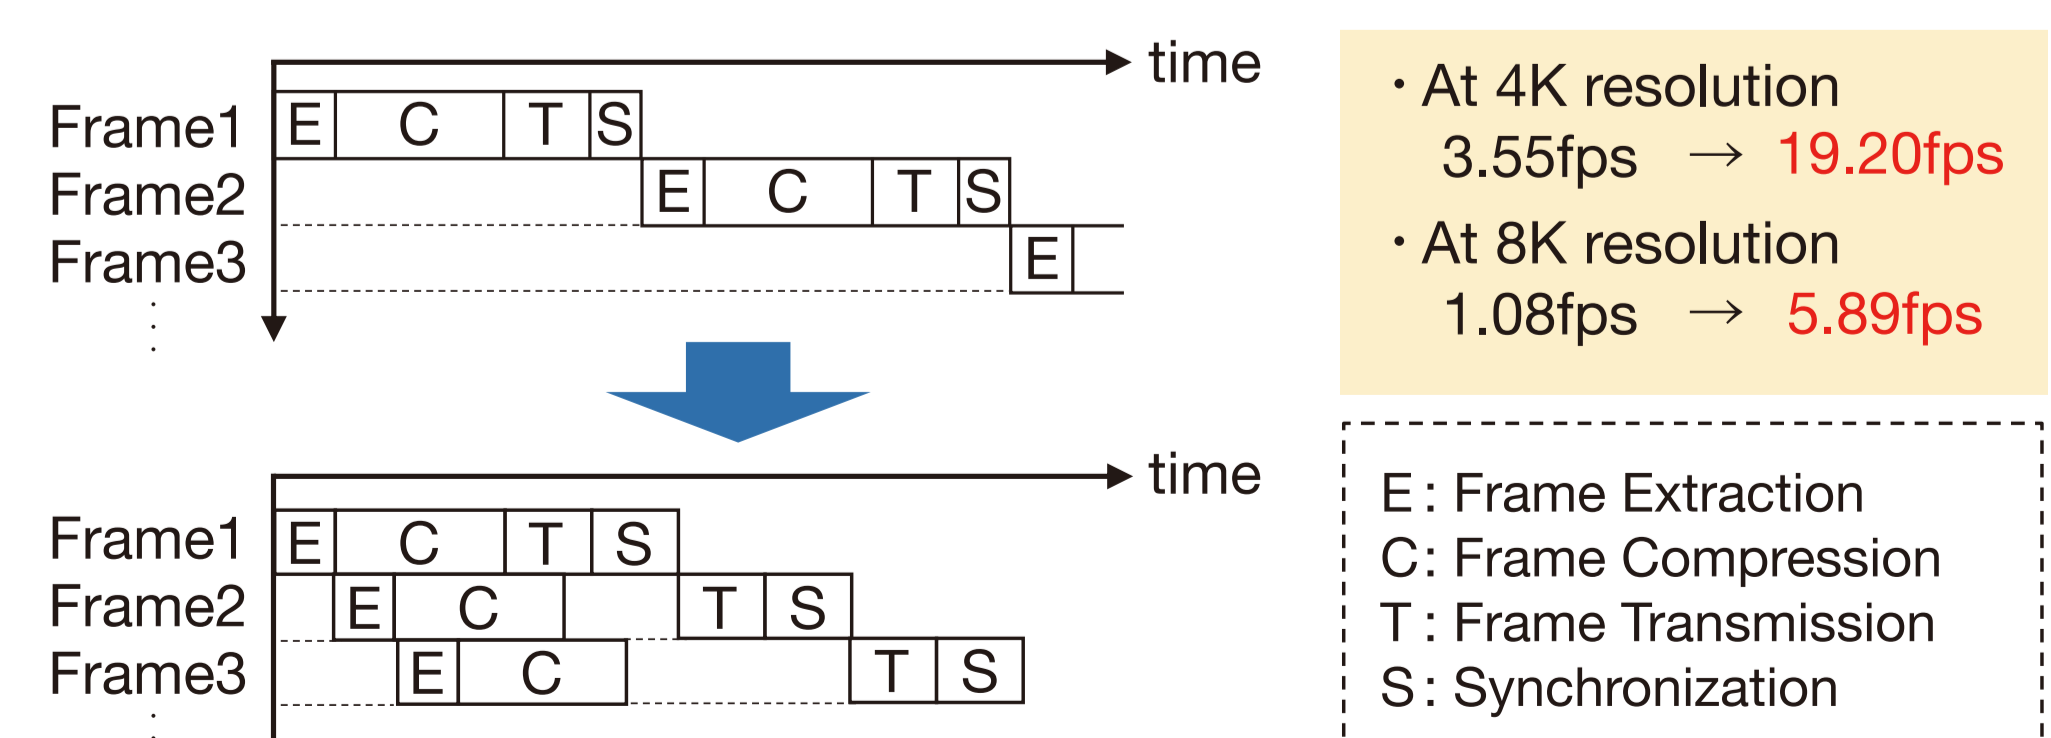 time
Frame1 E C T S
Frame2 E C T S
Frame3 E
・At 4K resolution
3.55fps → 19.20fps
・At 8K resolution
1.08fps → 5.89fps
time
Frame1 E C T S
Frame2 E C T S
Frame3 E C T S
E : Frame Extraction
C : Frame Compression
T : Frame Transmission
S : Synchronization